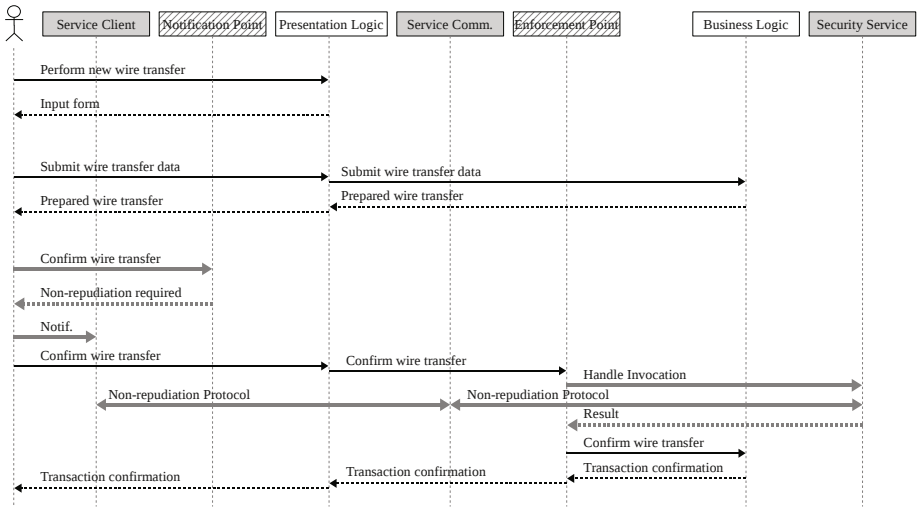 Service Client Notification Point Presentation Logic Service Comm. Enforcement Point Business Logic Security Service
Perform new wire transfer
Input form
Submit wire transfer data
Submit wire transfer data
Prepared wire transfer
Prepared wire transfer
Confirm wire transfer
Non-repudiation required
Notif.
Confirm wire transfer
Confirm wire transfer
Handle Invocation
Non-repudiation Protocol
Non-repudiation Protocol
Result
Confirm wire transfer
Transaction confirmation
Transaction confirmation
Transaction confirmation